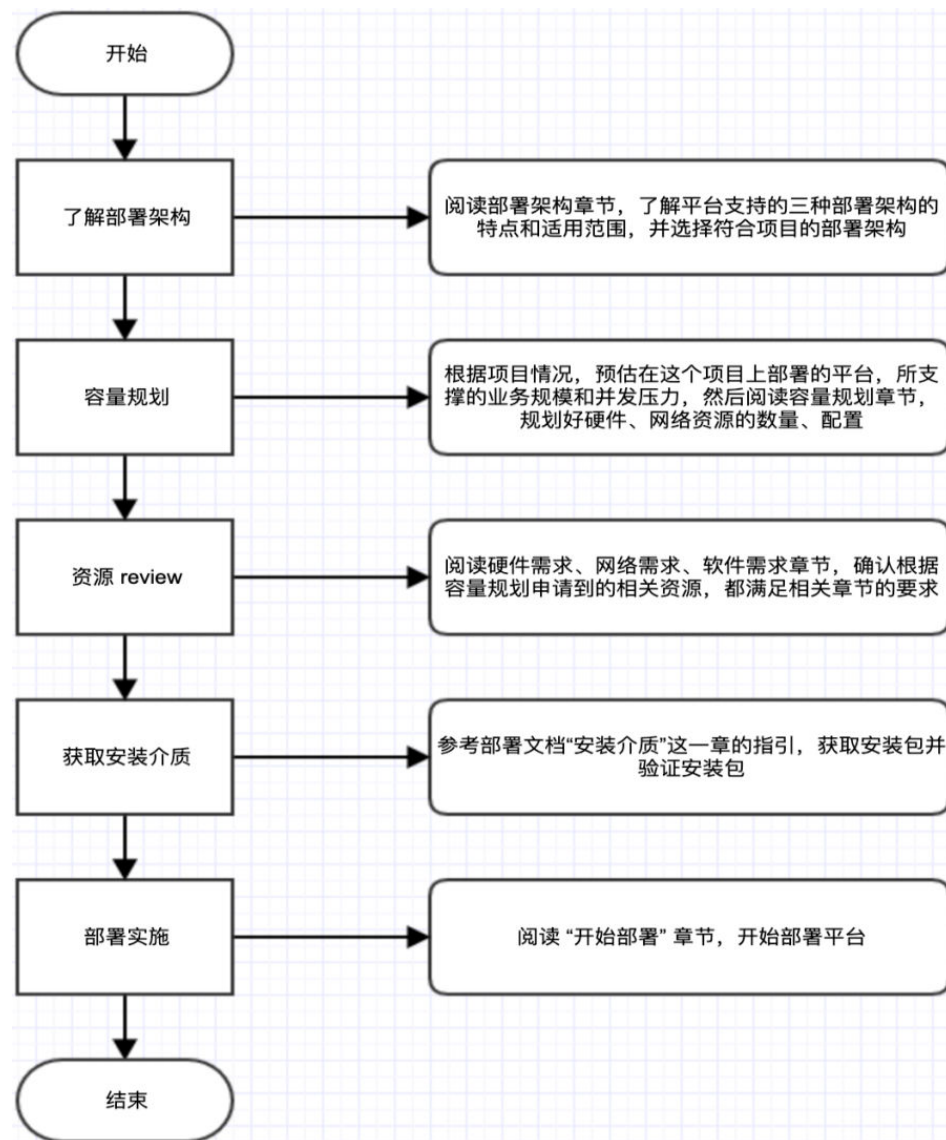 开始
了解部署架构
阅读部署架构章节，了解平台支持的三种部署架构的
特点和适用范围，并选择符合项目的部署架构
容量规划
根据项目情况，预估在这个项目上部署的平台，所支
撑的业务规模和并发压力，然后阅读容量规划章节，
规划好硬件、网络资源的数量、配置
资源 review
阅读硬件需求、网络需求、软件需求章节，确认根据
容量规划申请到的相关资源，都满足相关章节的要求
获取安装介质
参考部署文档“安装介质”这一章的指引，获取安装包并
验证安装包
部署实施
阅读 “开始部署” 章节，开始部署平台
结束